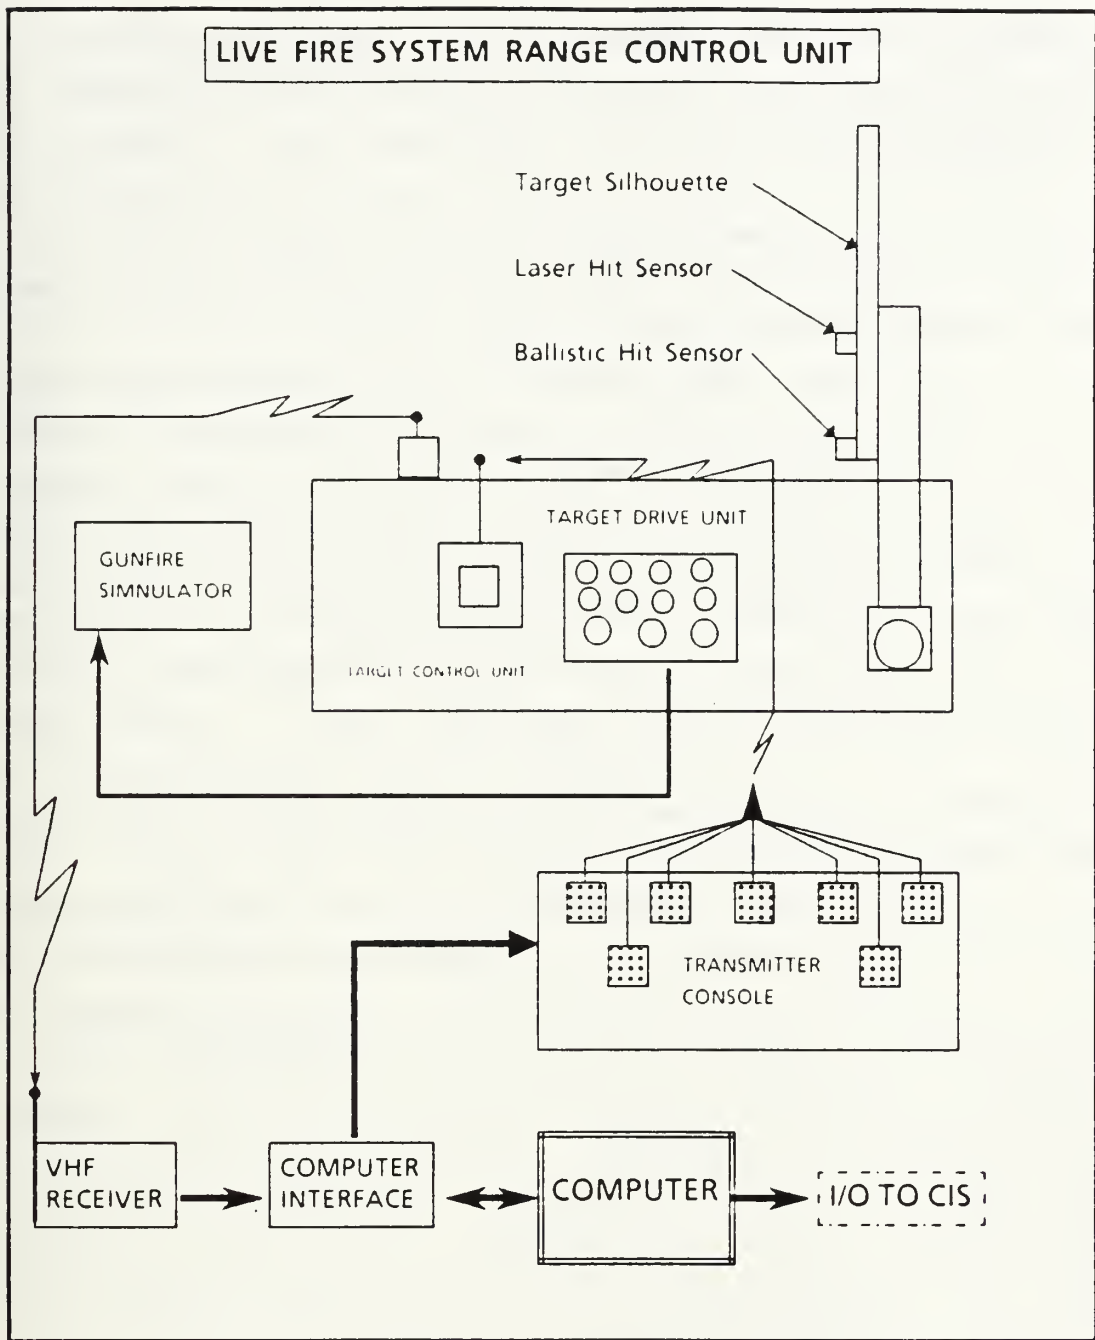 LIVE FIRE SYSTEM RANGE CONTROL UNIT
Target Silhouette
Laser Hit Sensor
Ballistic Hit Sensor
TARGET DRIVE UNIT
GUNFIRE
SIMNULATOR
TARGET CONTROL UNIT
TRANSMITTER
CONSOLE
VHF
RECEIVER
COMPUTER
INTERFACE
COMPUTER
I/O TO CIS